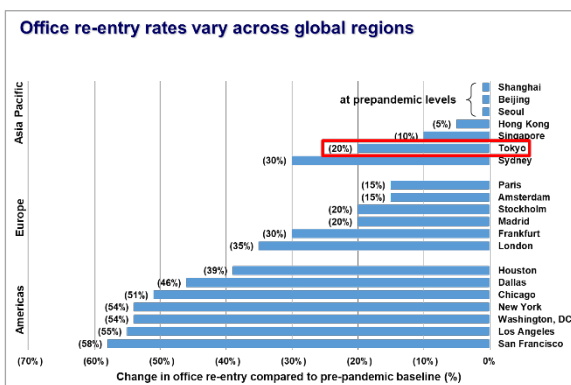 Office re-entry rates vary across global regions
Asia Pacific
at prepandemic levels
Shanghai
Beijing
Seoul
(5%) Hong Kong
(10%) Singapore
(20%) Tokyo
(30%) Sydney
Europe
(15%) Paris
(15%) Amsterdam
(20%) Stockholm
(20%) Madrid
(30%) Frankfurt
(35%) London
Americas
(39%) Houston
(46%) Dallas
(51%) Chicago
(54%) New York
(54%) Washington, DC
(55%) Los Angeles
(58%) San Francisco
(70%) (60%) (50%) (40%) (30%) (20%) (10%) 0%
Change in office re-entry compared to pre-pandemic baseline (%)